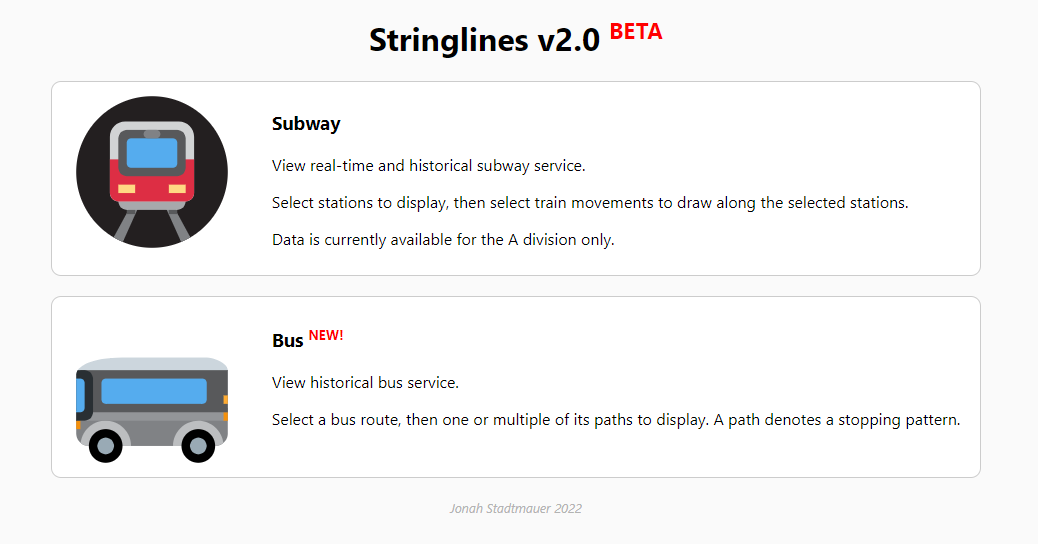 Stringlines v2.0 BETA
Subway
View real-time and historical subway service.
Select stations to display, then select train movements to draw along the selected stations.
Data is currently available for the A division only.
Bus NEW!
View historical bus service.
Select a bus route, then one or multiple of its paths to display. A path denotes a stopping pattern.
Jonah Stadtmauer 2022